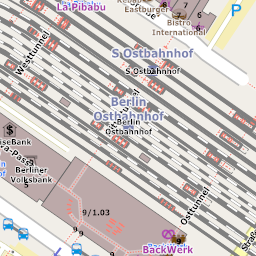 La Pibabu
Eastburger
Bistro
International
P
S Ostbahnhof
S Ostbahnhof
Westtunnel
Berlin
Ostbahnhof
Berlin
Ostbahnhof
Berliner
Volksbank
9/1.03
Osttunnel
9
BackWerk